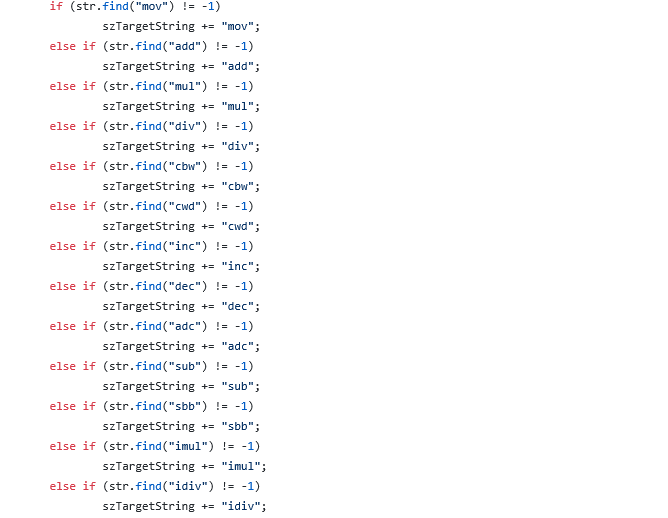 if (str.find("mov") != -1)
szTargetString += "mov";
else if (str.find("add") != -1)
szTargetString += "add";
else if (str.find("mul") != -1)
szTargetString += "mul";
else if (str.find("div") != -1)
szTargetString += "div";
else if (str.find("cbw") != -1)
szTargetString += "cbw";
else if (str.find("cwd") != -1)
szTargetString += "cwd";
else if (str.find("inc") != -1)
szTargetString += "inc";
else if (str.find("dec") != -1)
szTargetString += "dec";
else if (str.find("adc") != -1)
szTargetString += "adc";
else if (str.find("sub") != -1)
szTargetString += "sub";
else if (str.find("sbb") != -1)
szTargetString += "sbb";
else if (str.find("imul") != -1)
szTargetString += "imul";
else if (str.find("idiv") != -1)
szTargetString += "idiv";